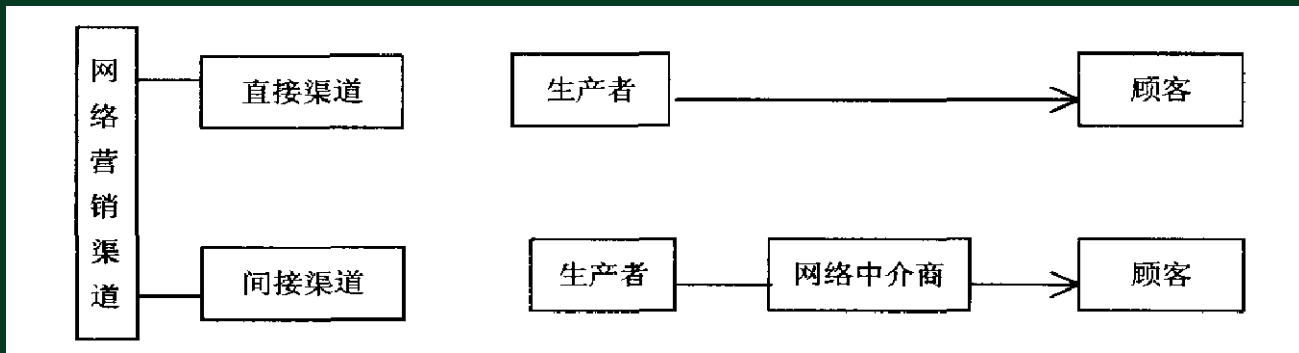 网络营销渠道
直接渠道
生产者
顾客
间接渠道
生产者
网络中介商
顾客